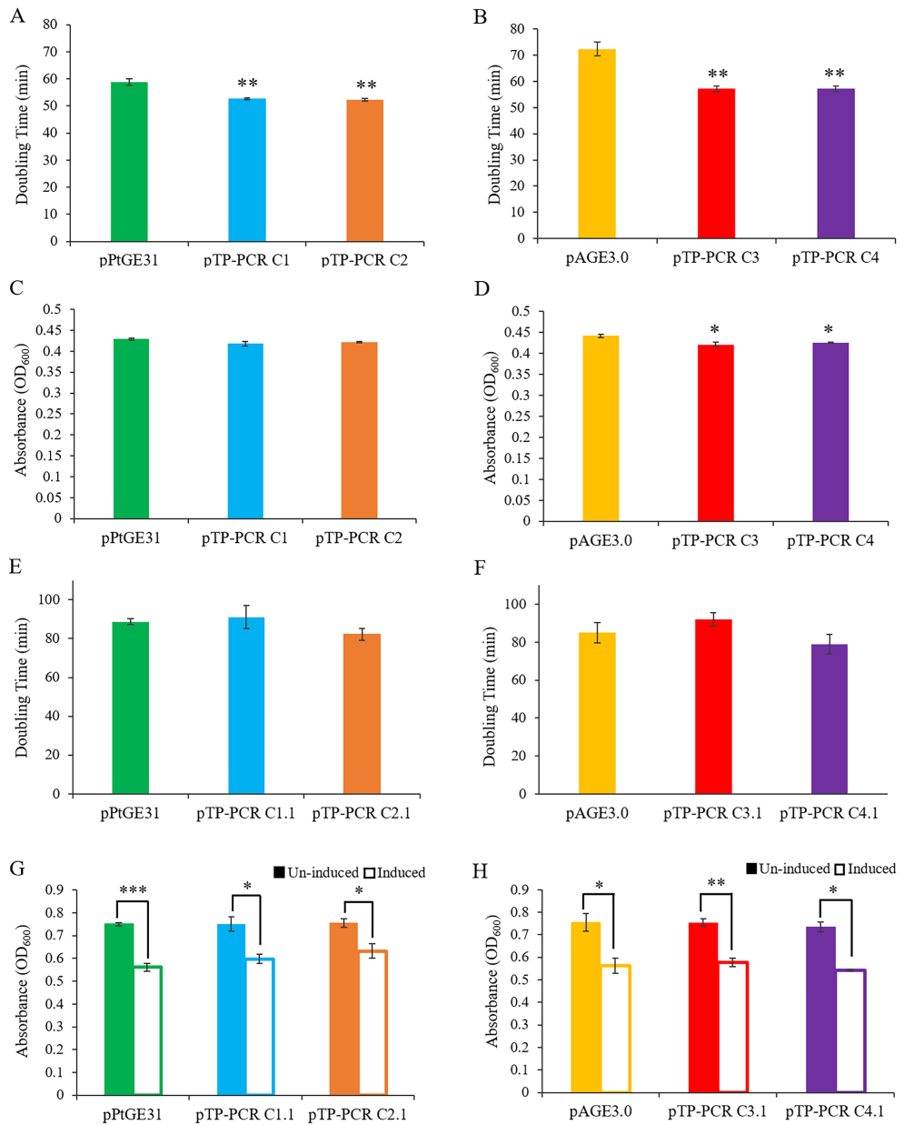 A
Doubling Time (min)
80
70
60
50
40
30
20
10
0
** **
pPtGE31 pTP-PCR C1 pTP-PCR C2
B
Doubling Time (min)
80
70
60
50
40
30
20
10
0
** **
pAGE3.0 pTP-PCR C3 pTP-PCR C4
C
Absorbance (OD600)
0.5
0.45
0.4
0.35
0.3
0.25
0.2
0.15
0.1
0.05
0
pPtGE31 pTP-PCR C1 pTP-PCR C2
D
Absorbance (OD600)
0.5
0.45
0.4
0.35
0.3
0.25
0.2
0.15
0.1
0.05
0
* *
pAGE3.0 pTP-PCR C3 pTP-PCR C4
E
Doubling Time (min)
100
80
60
40
20
0
pPtGE31 pTP-PCR C1.1 pTP-PCR C2.1
F
Doubling Time (min)
100
80
60
40
20
0
pAGE3.0 pTP-PCR C3.1 pTP-PCR C4.1
G
Un-induced Induced
Absorbance (OD600)
0.9
0.8
0.7
0.6
0.5
0.4
0.3
0.2
0.1
0
*** * *
pPtGE31 pTP-PCR C1.1 pTP-PCR C2.1
H
Un-induced Induced
Absorbance (OD600)
0.9
0.8
0.7
0.6
0.5
0.4
0.3
0.2
0.1
0
* ** *
pAGE3.0 pTP-PCR C3.1 pTP-PCR C4.1